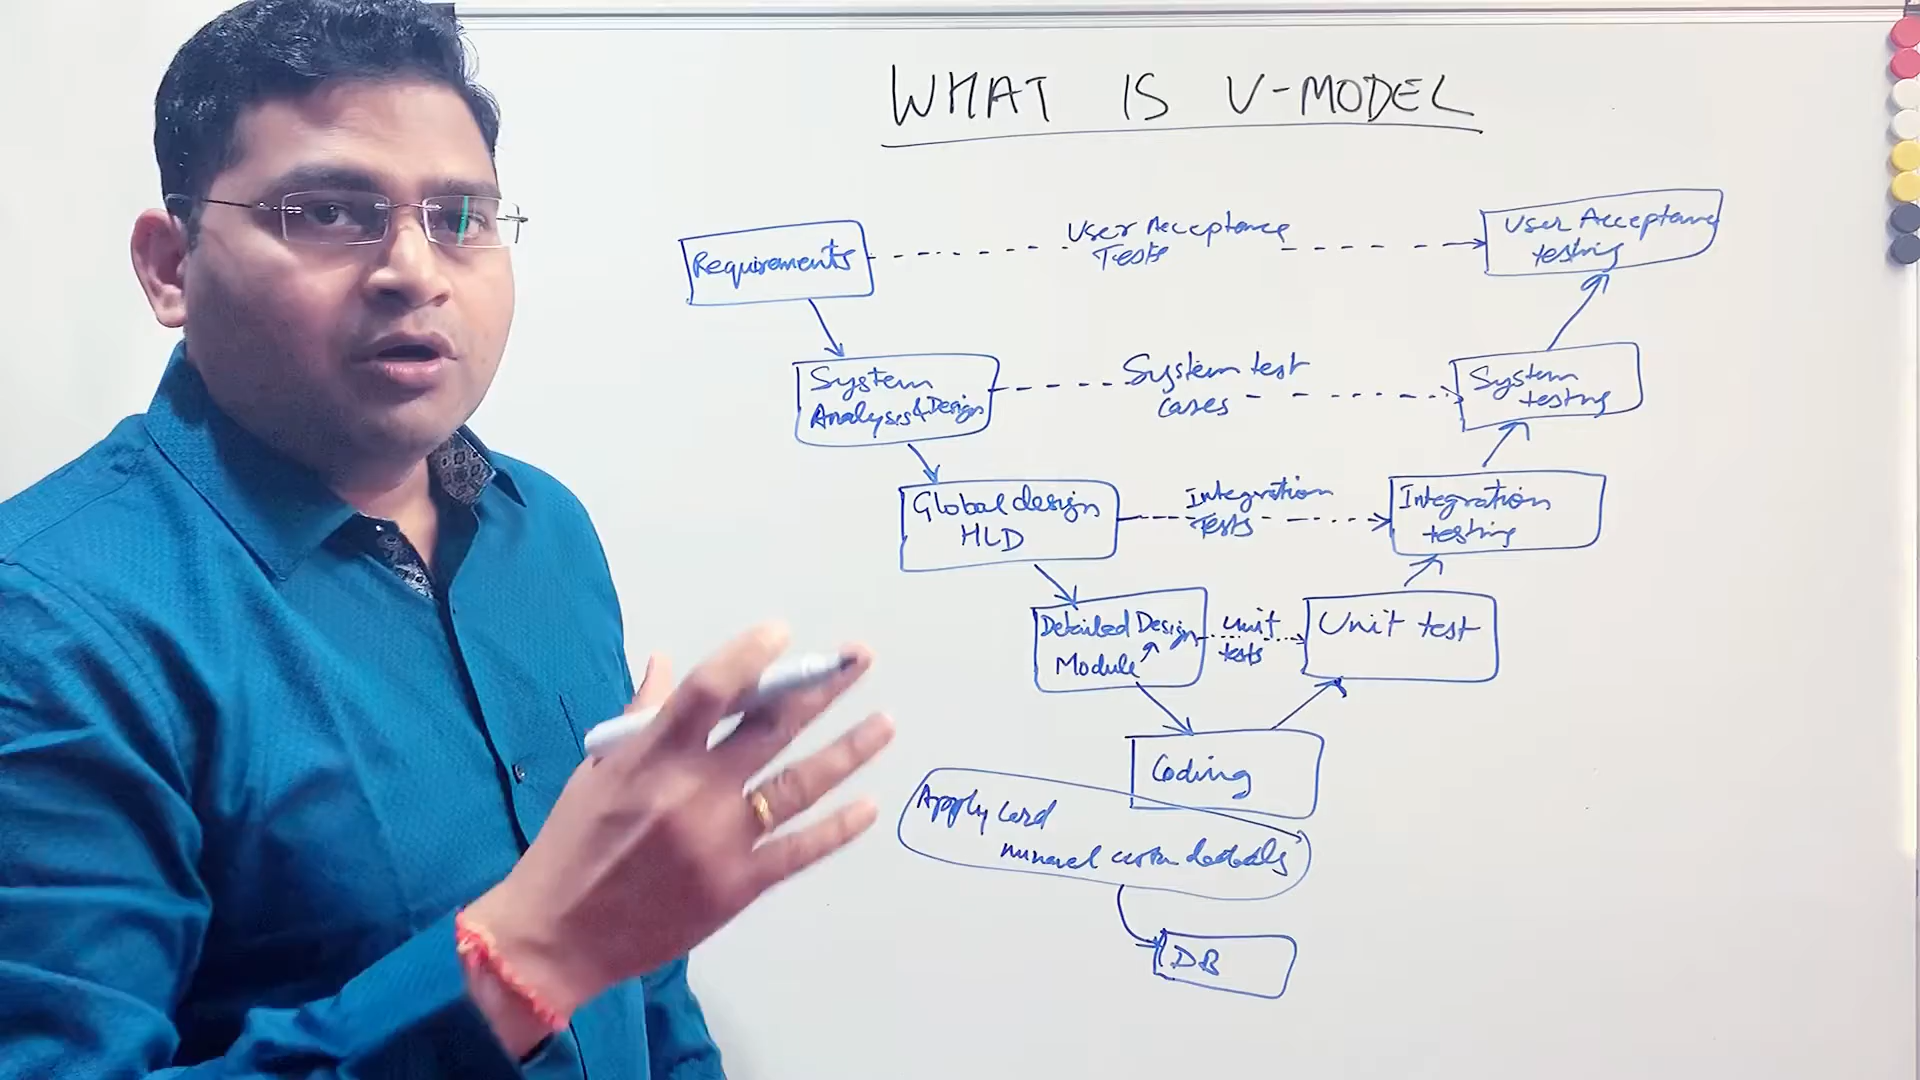 WHAT IS V-MODEL
Requirements
User Acceptance
Tests
User Acceptance
testing
System
Analysis & Design
System test
cases
System
testing
Global design
HLD
Integration
Tests
Integration
testing
Detailed Design
Module
unit
tests
Unit test
Coding
Apply
DB